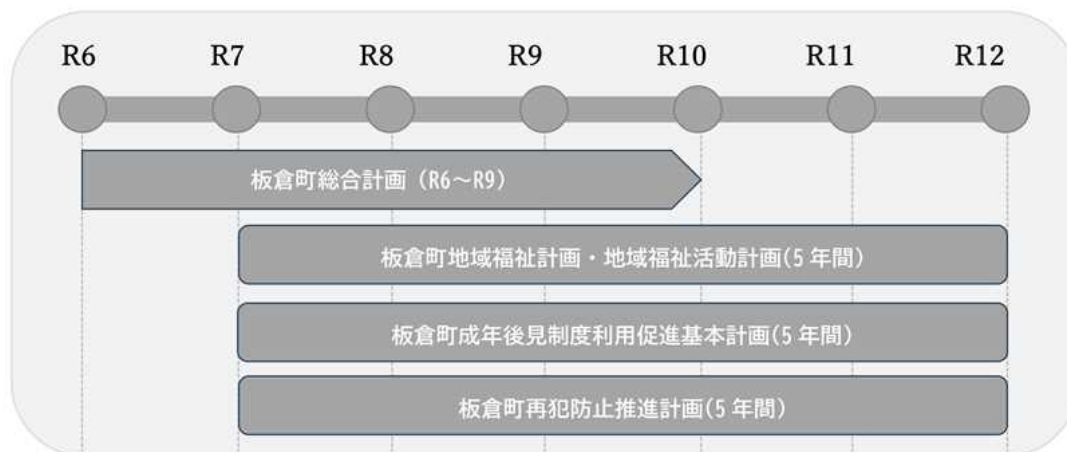 R6 R7 R8 R9 R10 R11 R12
板倉町総合計画（R6～R9）
板倉町地域福祉計画・地域福祉活動計画(5 年間)
板倉町成年後見制度利用促進基本計画(5 年間)
板倉町再犯防止推進計画(5 年間)